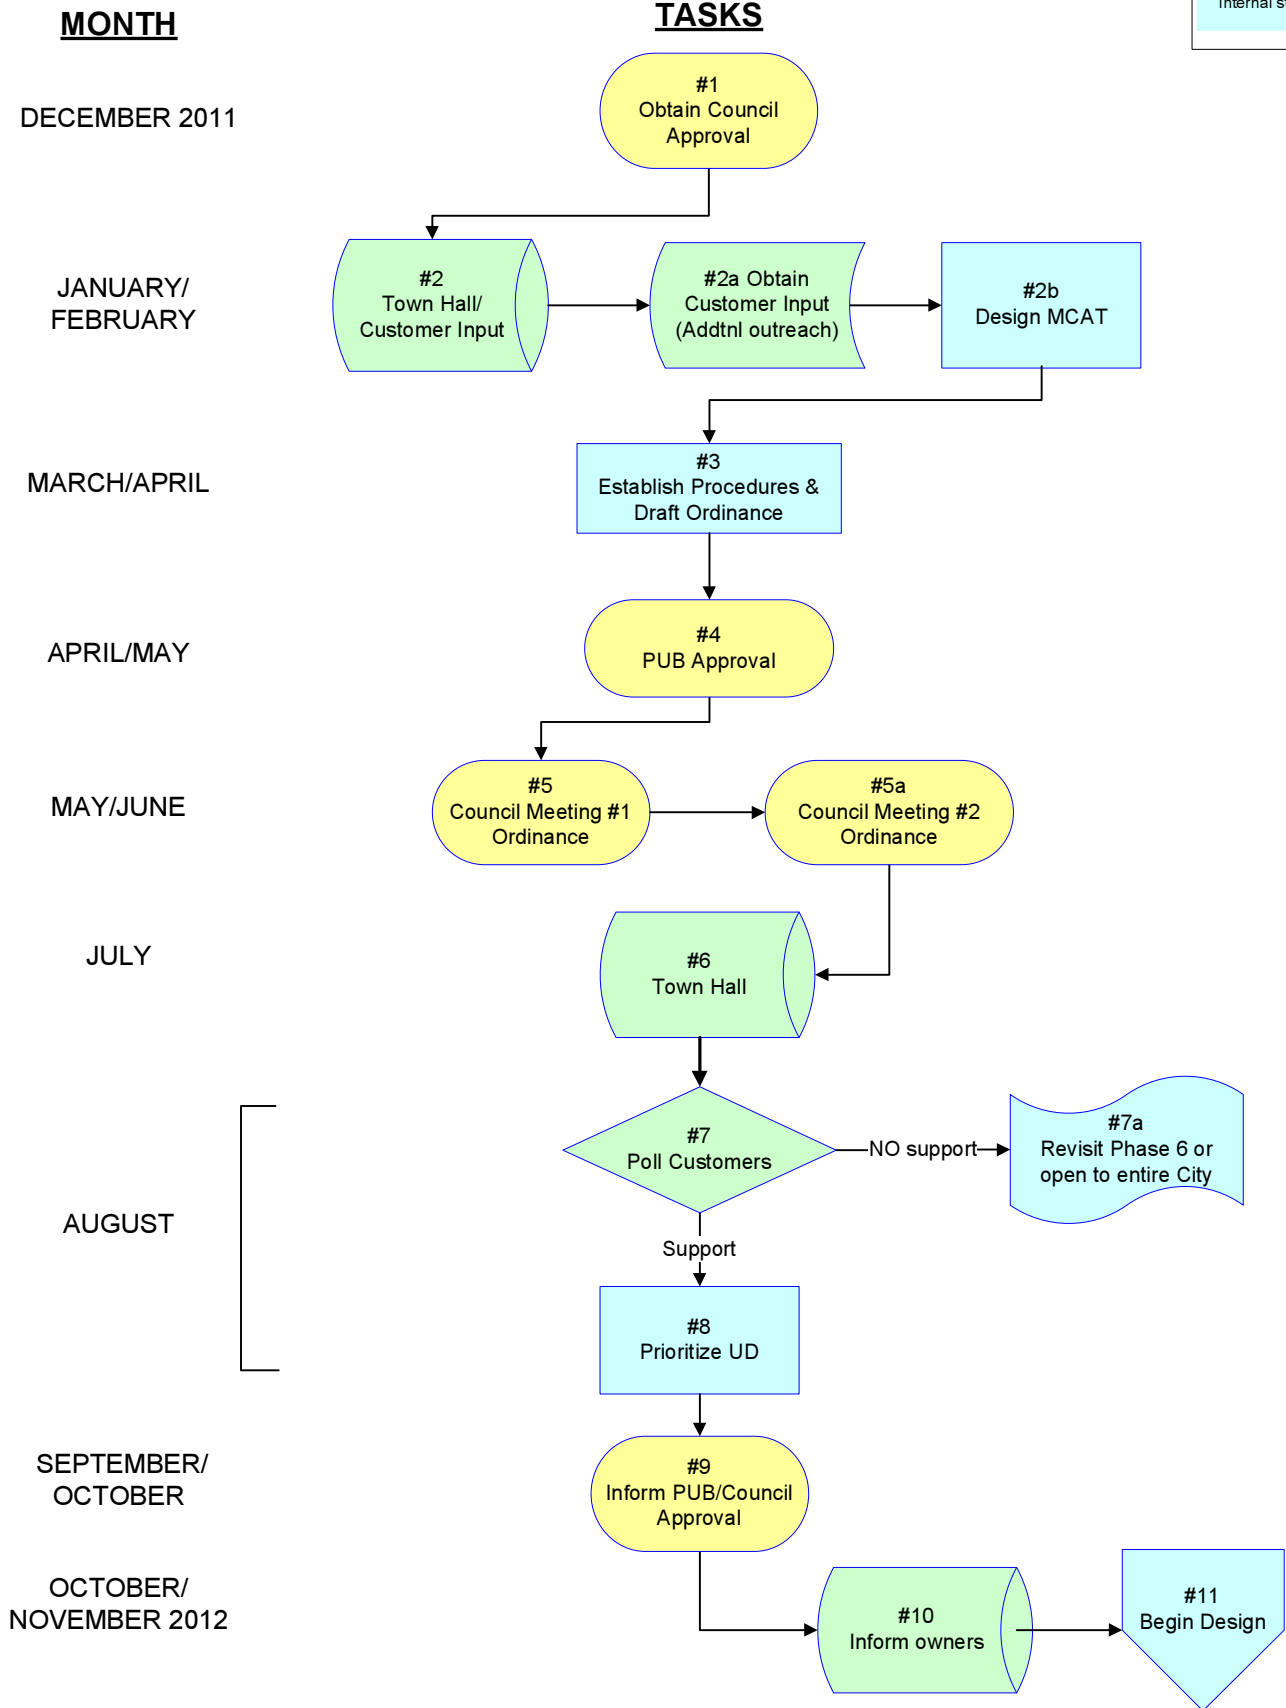 MONTH
TASKS
Internal
DECEMBER 2011
#1
Obtain Council
Approval
JANUARY/
FEBRUARY
#2
Town Hall/
Customer Input
#2a Obtain
Customer Input
(Addtnl outreach)
#2b
Design MCAT
MARCH/APRIL
#3
Establish Procedures &
Draft Ordinance
APRIL/MAY
#4
PUB Approval
MAY/JUNE
#5
Council Meeting #1
Ordinance
#5a
Council Meeting #2
Ordinance
JULY
#6
Town Hall
AUGUST
#7
Poll Customers
NO support
#7a
Revisit Phase 6 or
open to entire City
Support
#8
Prioritize UD
SEPTEMBER/
OCTOBER
#9
Inform PUB/Council
Approval
OCTOBER/
NOVEMBER 2012
#10
Inform owners
#11
Begin Design